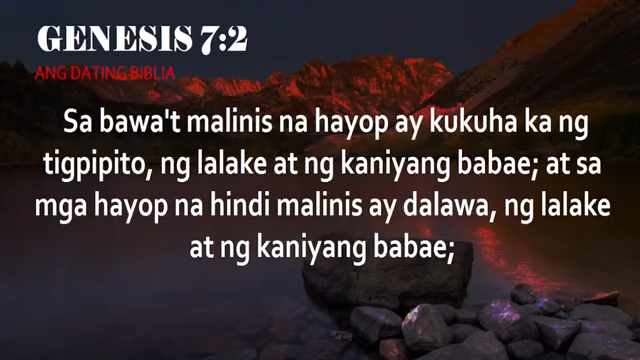 GENESIS 7:2
ANG DATING BIBLIA
Sa bawa't malinis na hayop ay kukuha ka ng
tigpipito, ng lalake at ng kaniyang babae; at sa
mga hayop na hindi malinis ay dalawa, ng lalake
at ng kaniyang babae;